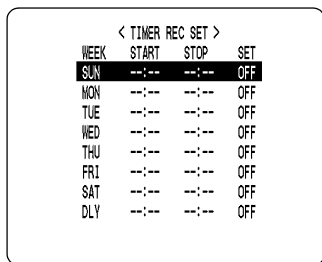 < TIMER REC SET >
WEEK START STOP SET
SUN --:-- --:-- OFF
MON --:-- --:-- OFF
TUE --:-- --:-- OFF
WED --:-- --:-- OFF
THU --:-- --:-- OFF
FRI --:-- --:-- OFF
SAT --:-- --:-- OFF
DLY --:-- --:-- OFF